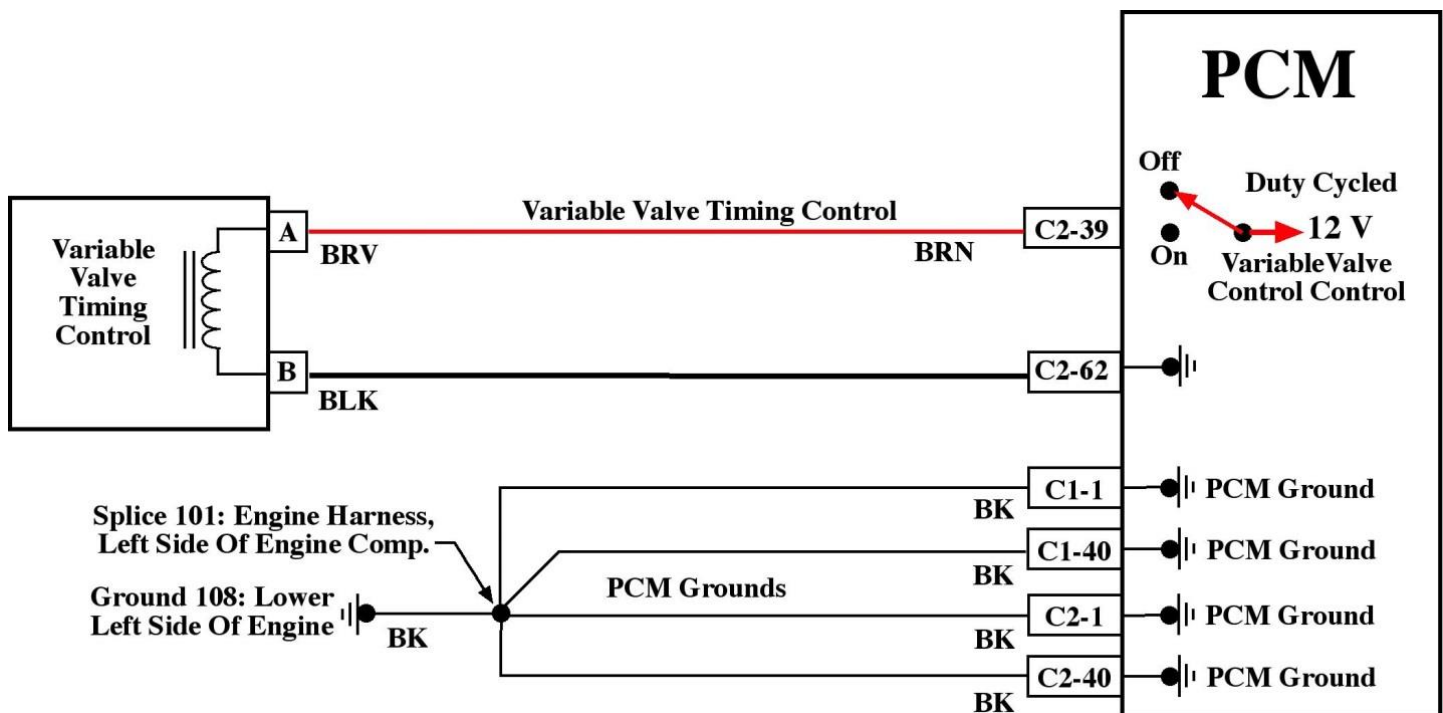 PCM
Off
Duty Cycled
12 V
On
VariableValve
Control Control
Variable Valve Timing Control
A
BRV
BRN
C2-39
Variable
Valve
Timing
Control
B
BLK
C2-62
C1-1
BK
PCM Ground
Splice 101: Engine Harness,
Left Side Of Engine Comp.
C1-40
BK
PCM Ground
PCM Grounds
Ground 108: Lower
Left Side Of Engine
BK
C2-1
BK
PCM Ground
C2-40
BK
PCM Ground